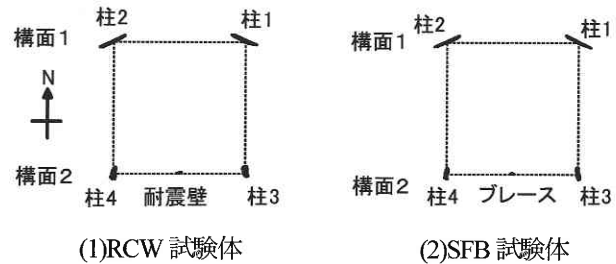 柱2 柱1
構面1
N
構面2
柱4 耐震壁 柱3
(1)RCW 試験体
柱2 柱1
構面1
構面2
柱4 ブレース 柱3
(2)SFB 試験体